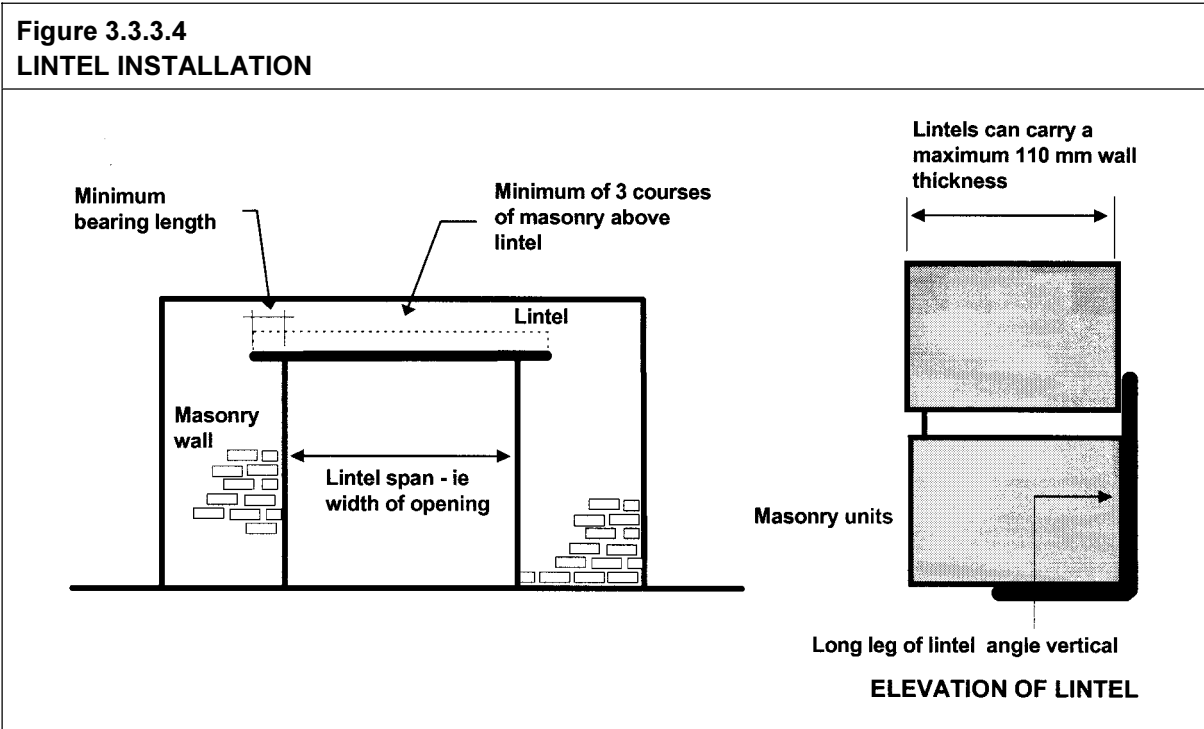 Figure 3.3.3.4
LINTEL INSTALLATION
Minimum
bearing length
Minimum of 3 courses
of masonry above
lintel
Lintel
Masonry
wall
Lintel span - ie
width of opening
Lintels can carry a
maximum 110 mm wall
thickness
Masonry units
Long leg of lintel angle vertical
ELEVATION OF LINTEL